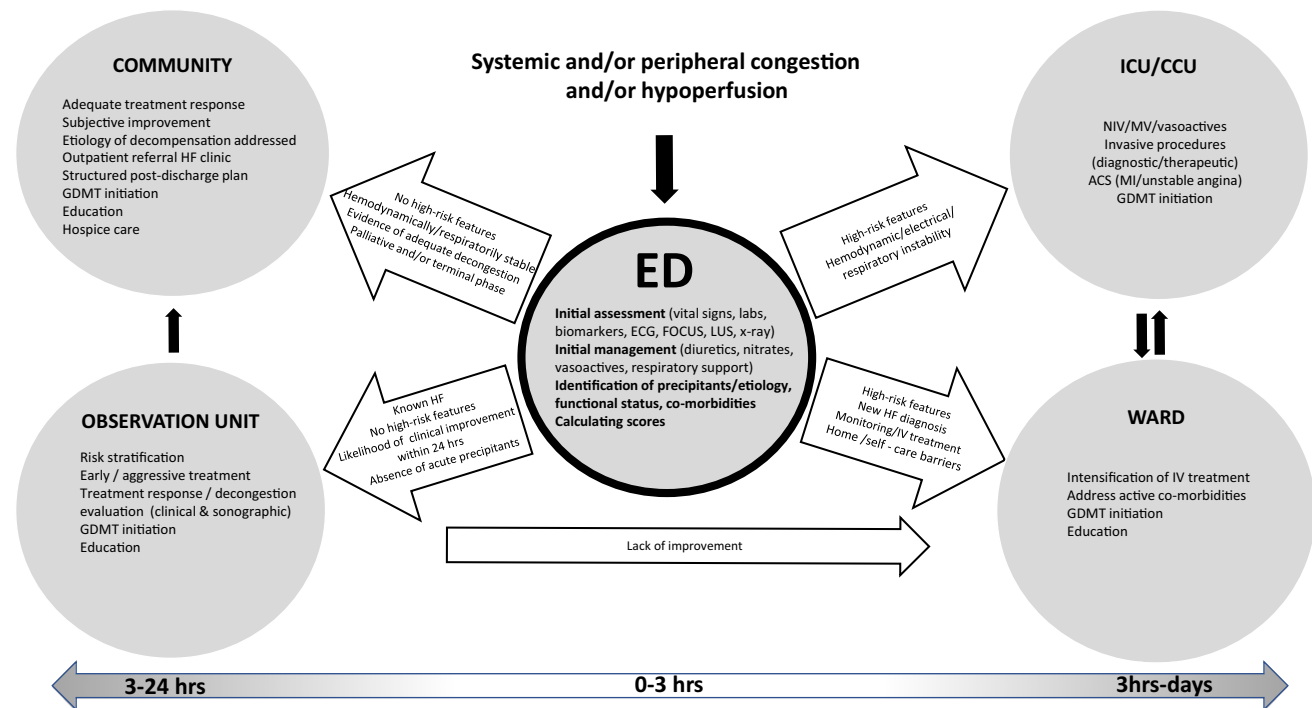 COMMUNITY
Adequate treatment response
Subjective improvement
Etiology of decompensation addressed
Outpatient referral HF clinic
Structured post-discharge plan
GDMT initiation
Education
Hospice care
Systemic and/or peripheral congestion
and/or hypoperfusion
ICU/CCU
NIV/MV/vasoactives
Invasive procedures
(diagnostic/therapeutic)
ACS (MI/unstable angina)
GDMT initiation
No high-risk features
Hemodynamically/respiratorily stable
Evidence of adequate decongestion
Palliative and/or terminal phase
High-risk features
Hemodynamic/electrical/
respiratory instability
ED
Initial assessment (vital signs, labs,
biomarkers, ECG, FOCUS, LUS, x-ray)
Initial management (diuretics, nitrates,
vasoactives, respiratory support)
Identification of precipitants/etiology,
functional status, co-morbidities
Calculating scores
OBSERVATION UNIT
Risk stratification
Early / aggressive treatment
Treatment response / decongestion
evaluation (clinical & sonographic)
GDMT initiation
Education
Known HF
No high-risk features
Likelihood of clinical improvement
within 24 hrs
Absence of acute precipitants
High-risk features
New HF diagnosis
Monitoring/IV treatment
Home /self - care barriers
WARD
Intensification of IV treatment
Address active co-morbidities
GDMT initiation
Education
Lack of improvement
3-24 hrs
0-3 hrs
3hrs-days